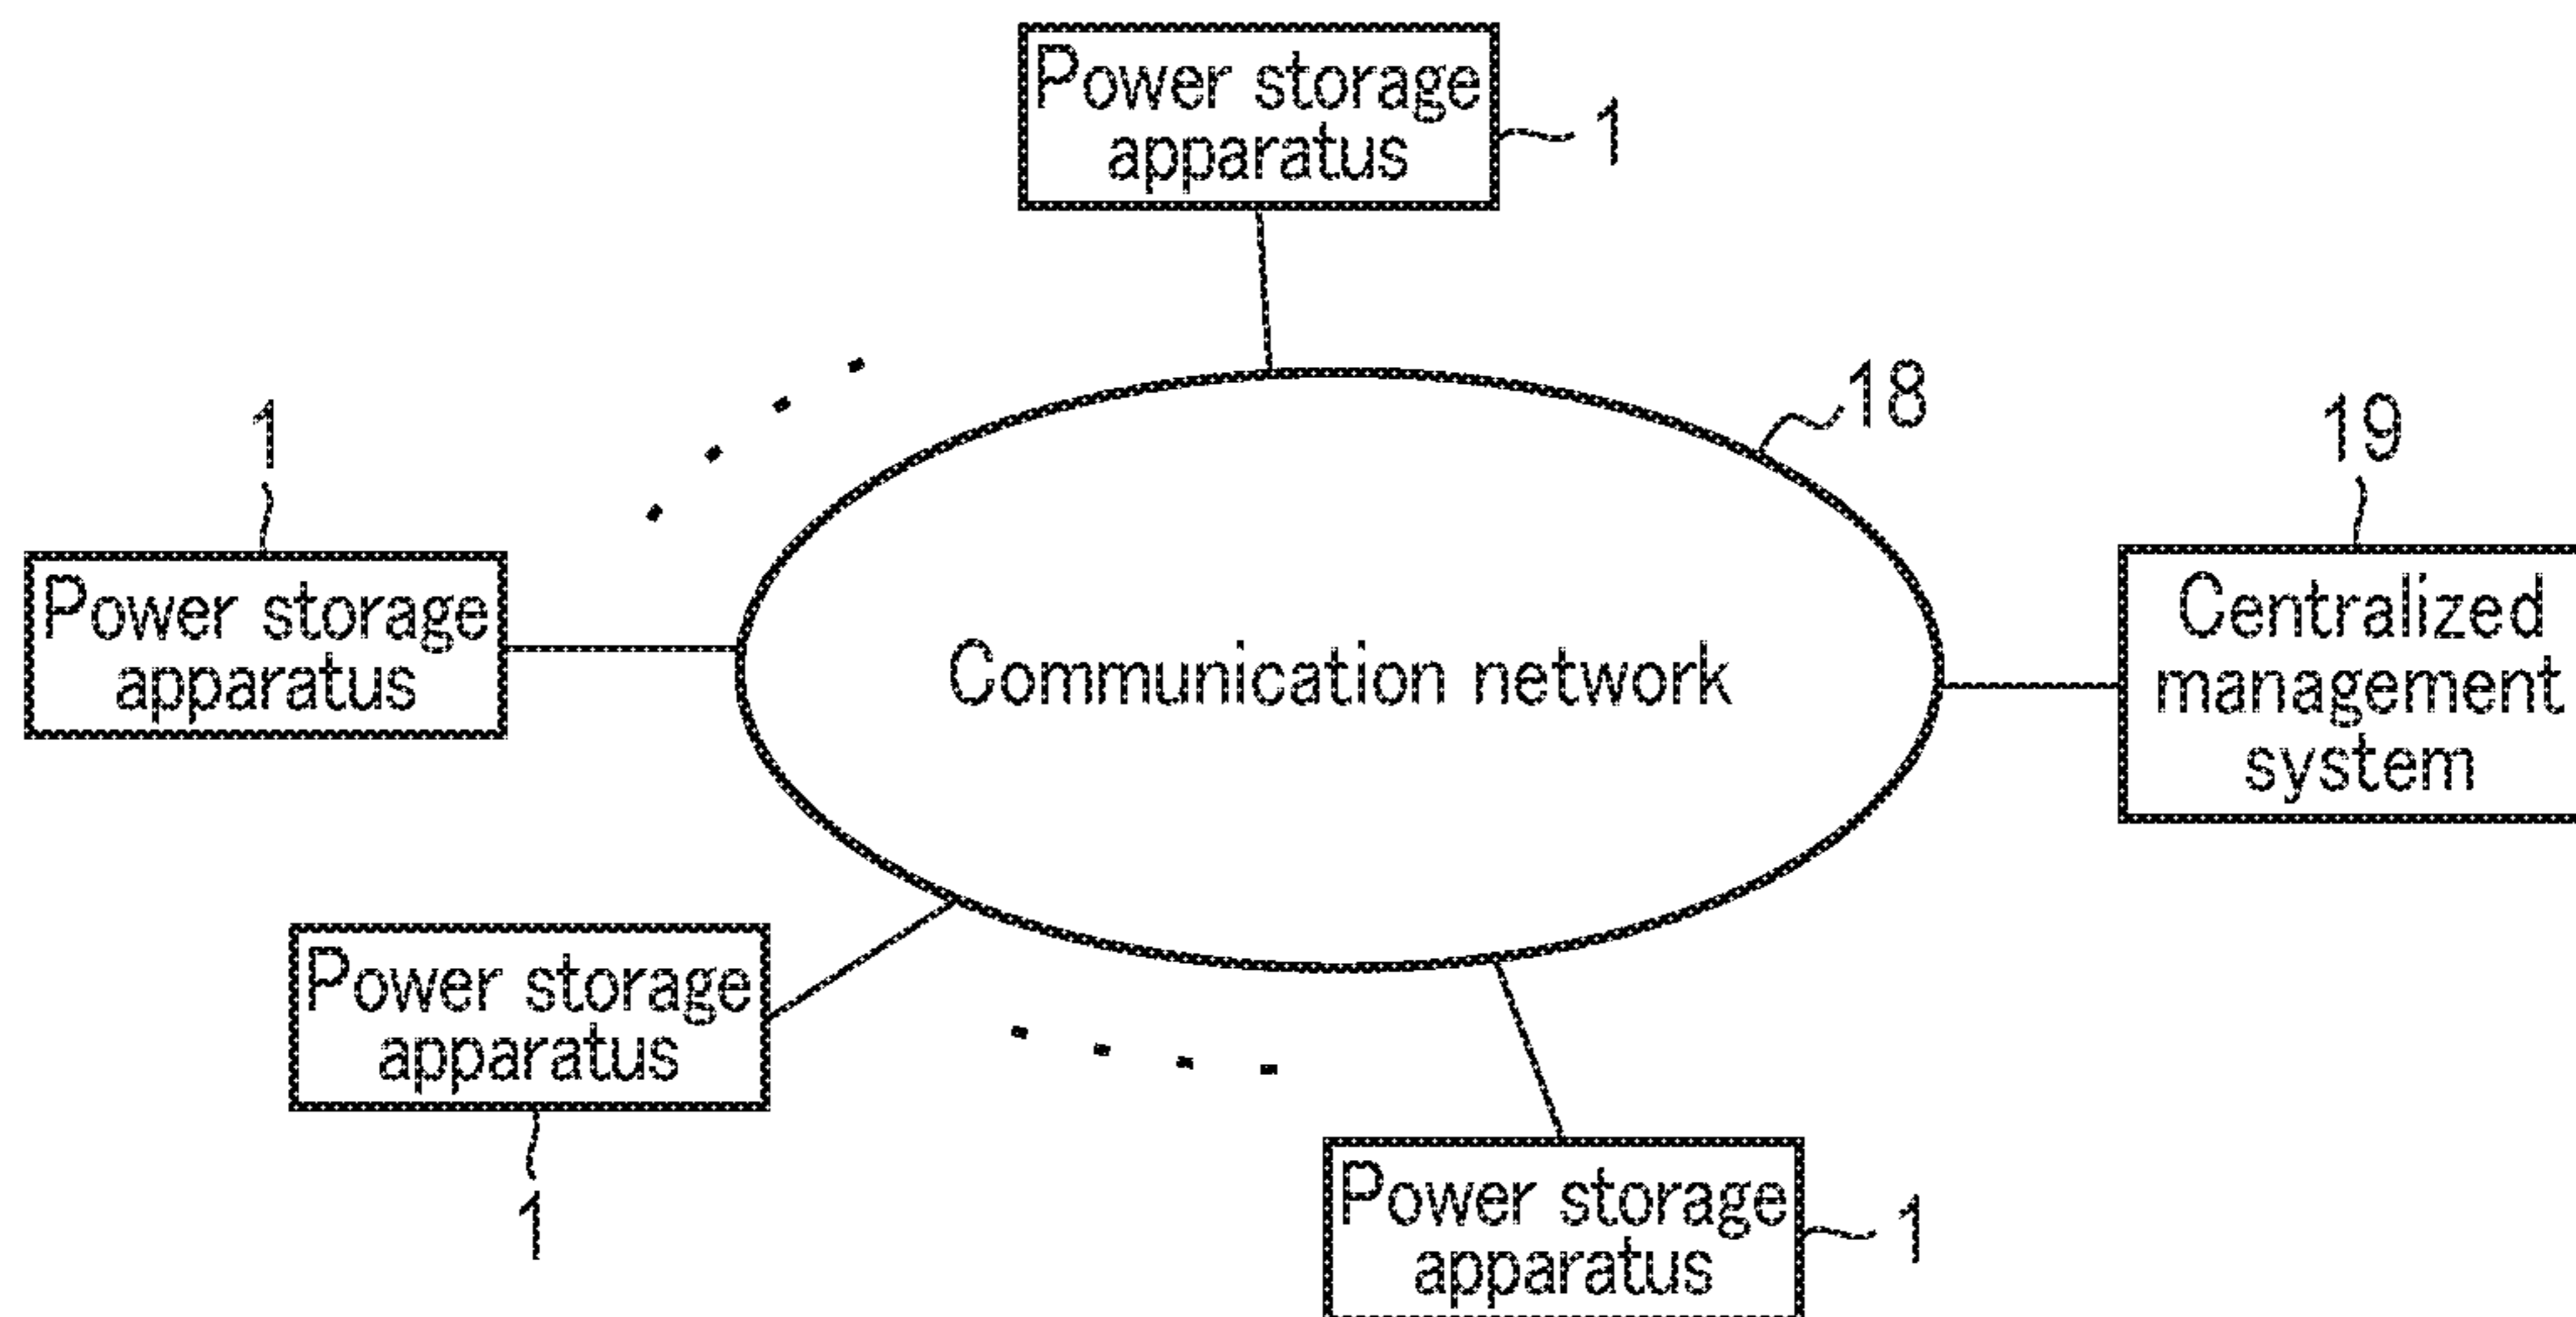 Power storage
apparatus
1
18
1
19
Power storage
apparatus
Communication network
Centralized
management
system
Power storage
apparatus
1
Power storage
apparatus
1